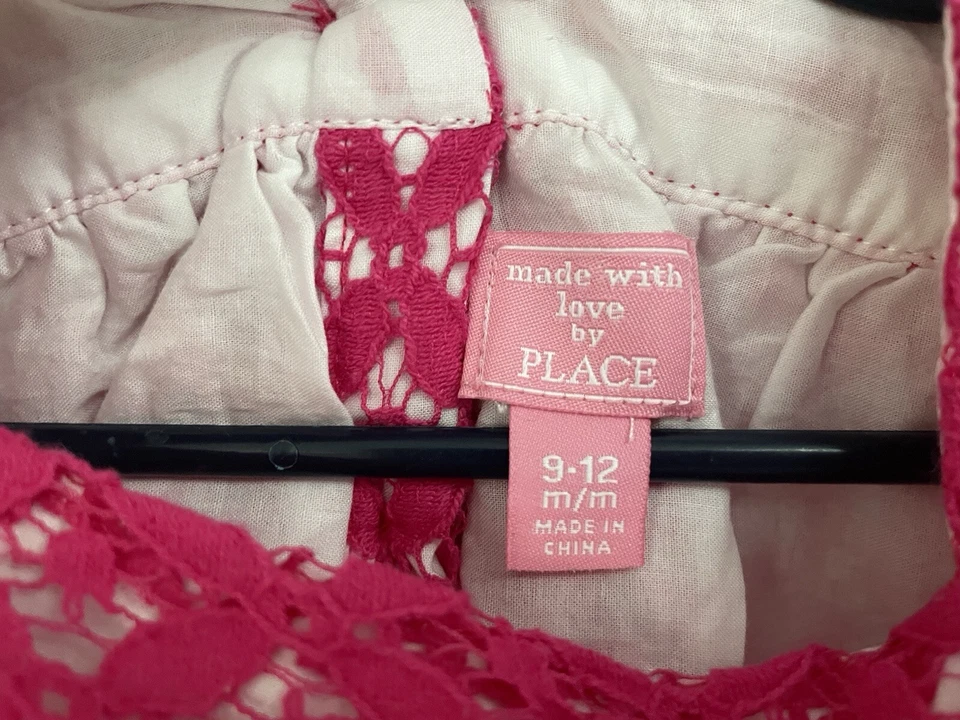 made with
love
by
PLACE
9-12
m/m
MADE IN
CHINA